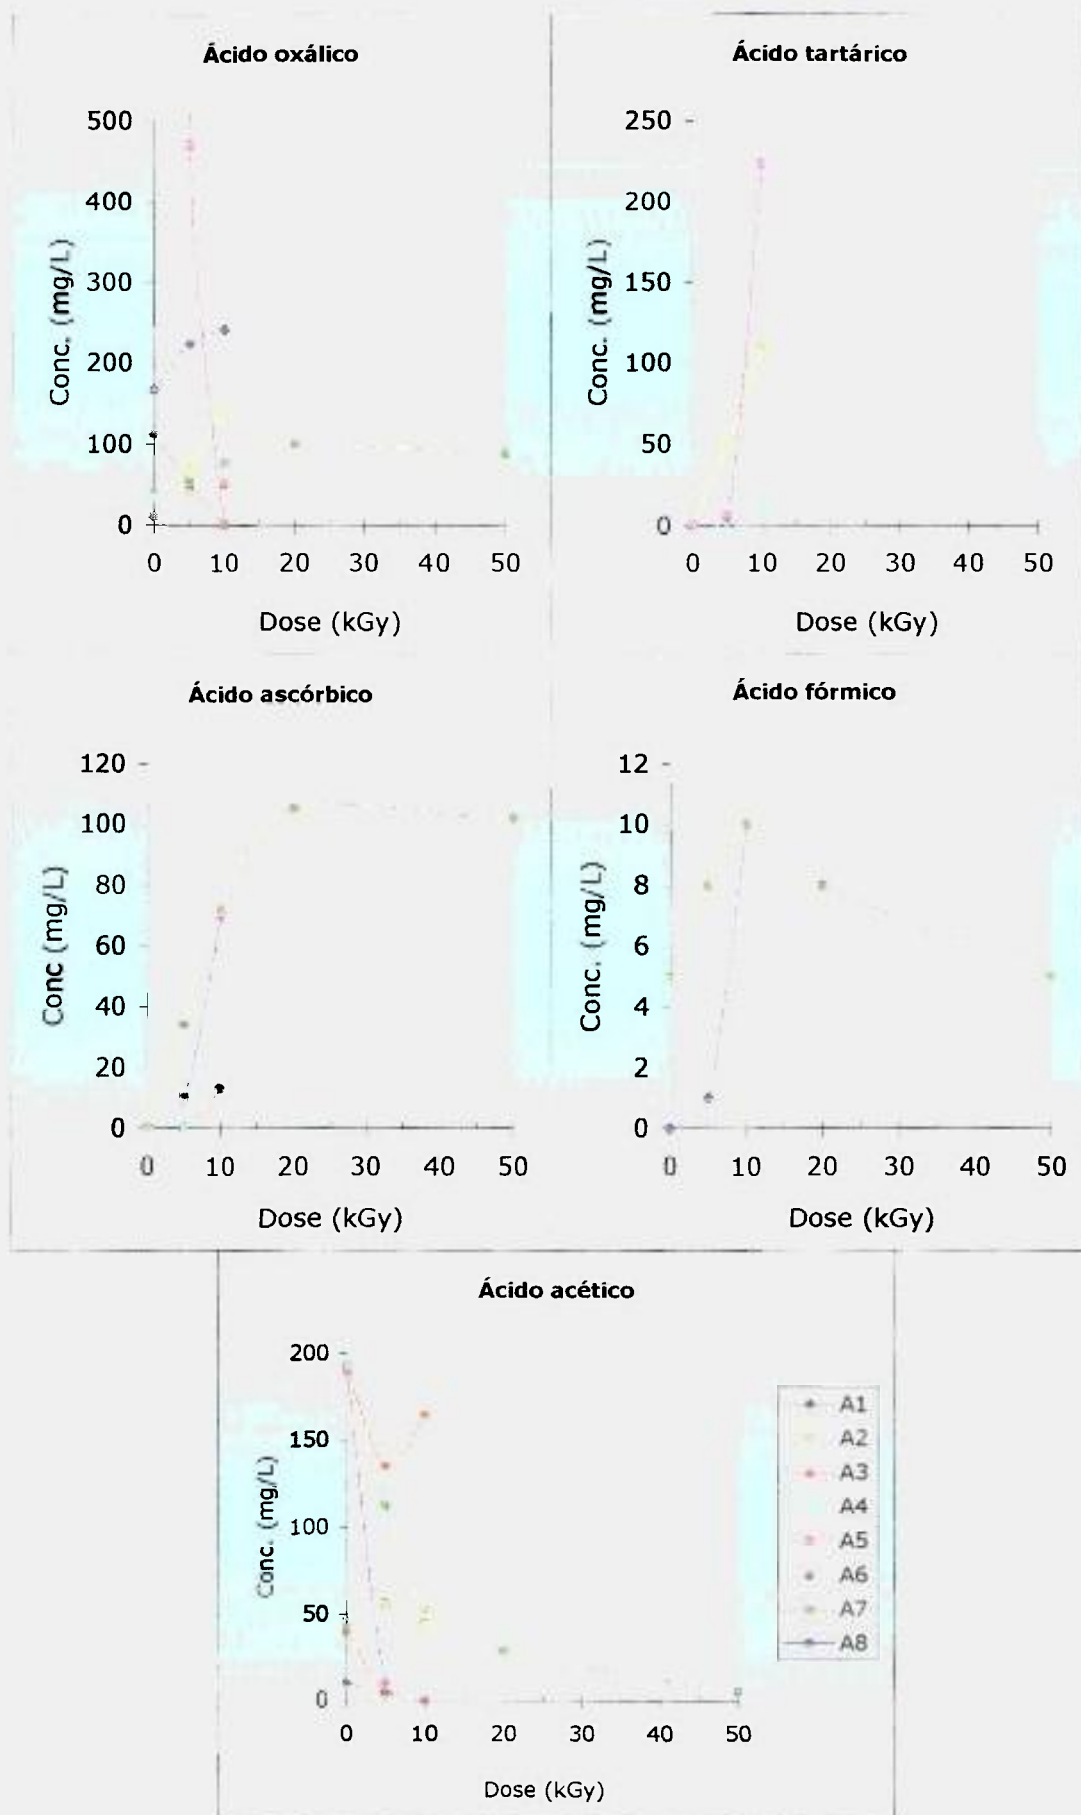 Ácido oxálico
500
400
300
200
100
0
Conc. (mg/L)
0 10 20 30 40 50
Dose (kGy)
Ácido tartárico
250
200
150
100
50
0
Conc. (mg/L)
0 10 20 30 40 50
Dose (kGy)
Ácido ascórbico
120
100
80
60
40
20
0
Conc (mg/L)
0 10 20 30 40 50
Dose (kGy)
Ácido fórmico
12
10
8
6
4
2
0
Conc. (mg/L)
0 10 20 30 40 50
Dose (kGy)
Ácido acético
200
150
100
50
0
Conc. (mg/L)
0 10 20 30 40 50
Dose (kGy)
A1
A2
A3
A4
A5
A6
A7
A8